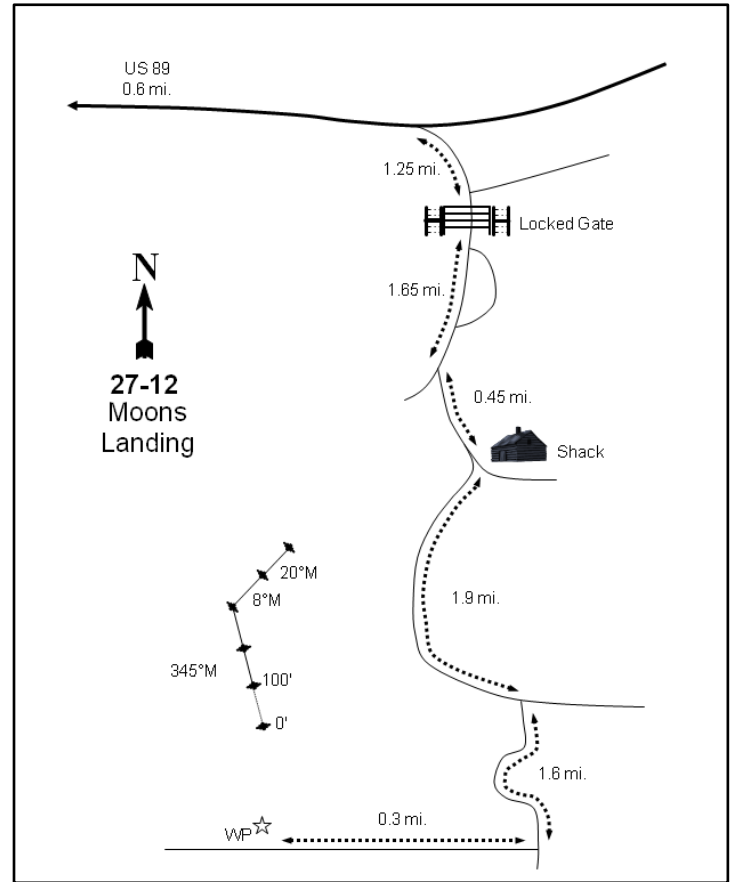 US 89
0.6 mi.
1.25 mi.
Locked Gate
N
1.65 mi.
27-12
Moons
Landing
0.45 mi.
Shack
20°M
8°M
1.9 mi.
345°M
100'
0'
1.6 mi.
0.3 mi.
WP